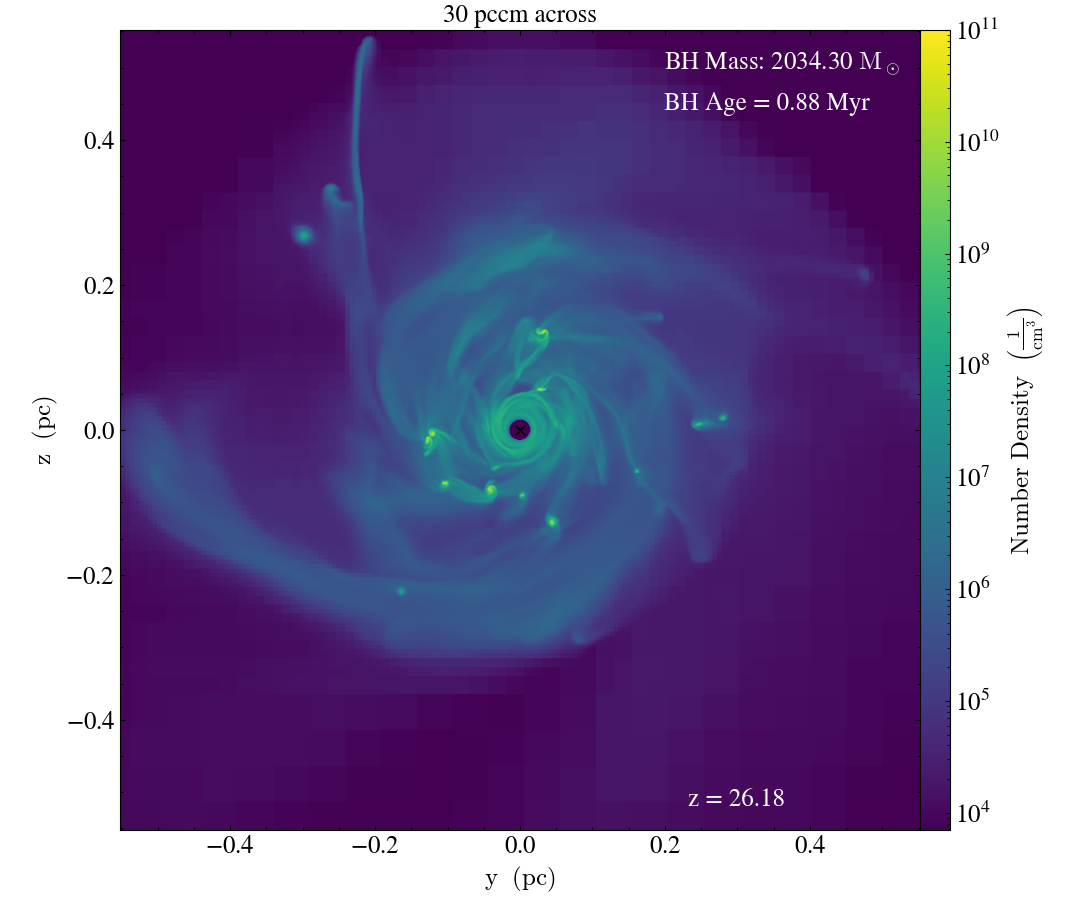 30 pccm across
BH Mass: 2034.30 M☉
BH Age = 0.88 Myr
z = 26.18
0.4
0.2
0.0
−0.2
−0.4
z (pc)
−0.4
−0.2
0.0
0.2
0.4
y (pc)
10¹¹
10¹⁰
10⁹
10⁸
10⁷
10⁶
10⁵
10⁴
Number Density (1/cm³)